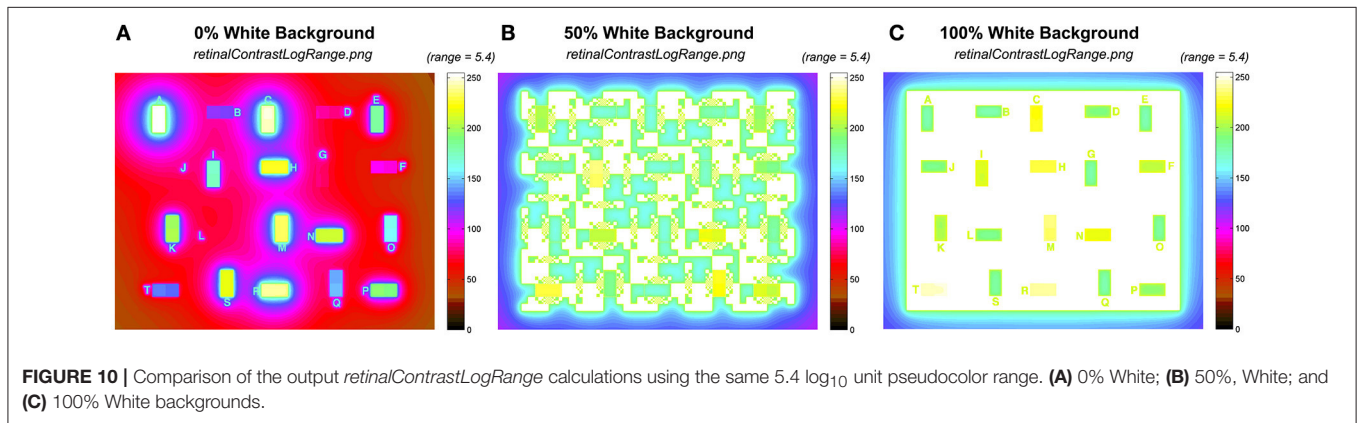 A
0% White Background
retinalContrastLogRange.png
(range = 5.4)
B
50% White Background
retinalContrastLogRange.png
(range = 5.4)
C
100% White Background
retinalContrastLogRange.png
(range = 5.4)
A
B
C
D
E
I
J
H
G
F
K
L
M
N
O
T
S
R
Q
P
250
200
150
100
50
0
250
200
150
100
50
0
A
B
C
D
E
J
I
H
G
F
K
L
M
N
O
T
S
R
Q
P
250
200
150
100
50
0
FIGURE 10 | Comparison of the output retinalContrastLogRange calculations using the same 5.4 log10 unit pseudocolor range. (A) 0% White; (B) 50%, White; and
(C) 100% White backgrounds.